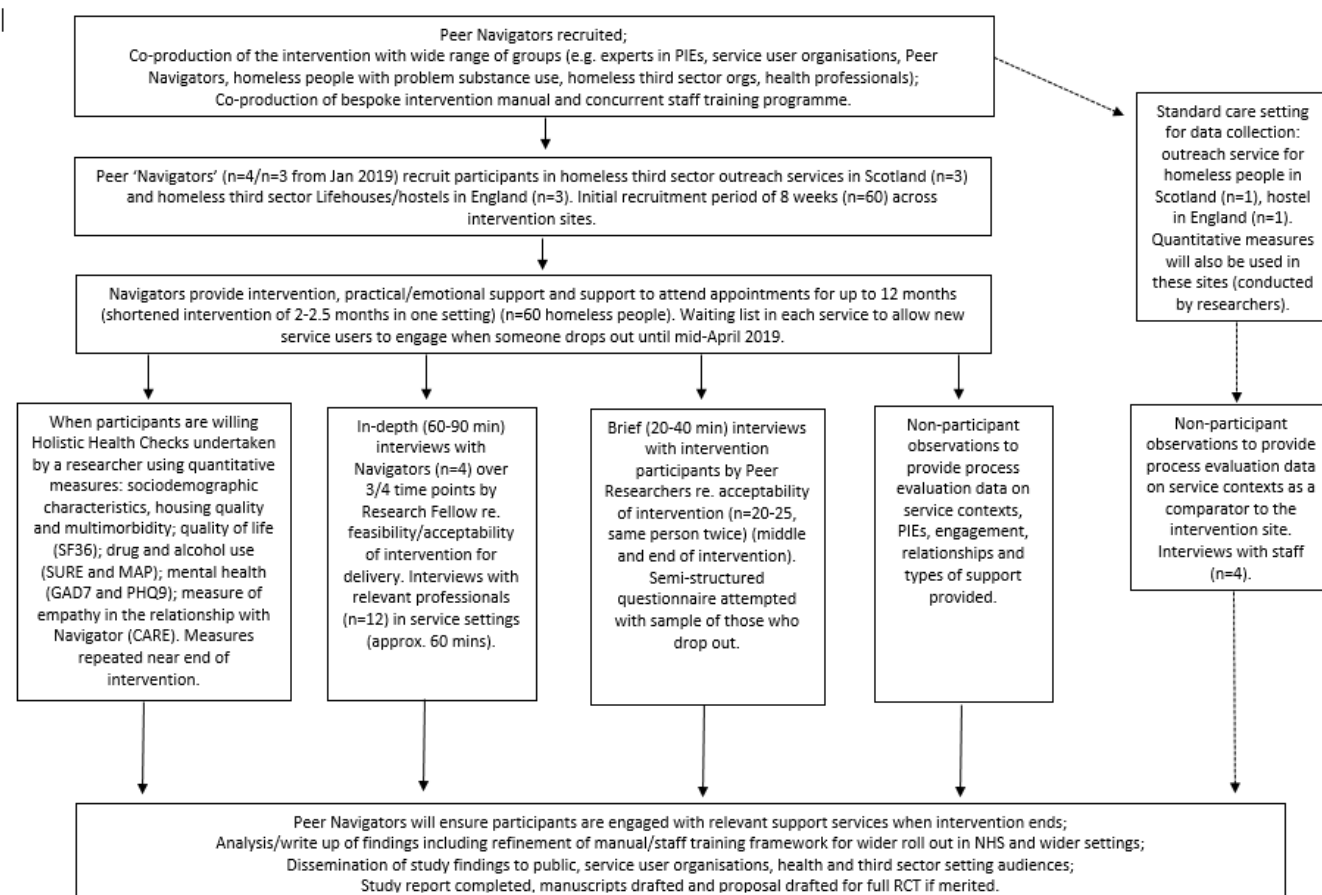 Peer Navigators recruited;
Co-production of the intervention with wide range of groups (e.g. experts in PIEs, service user organisations, Peer
Navigators, homeless people with problem substance use, homeless third sector orgs, health professionals);
Co-production of bespoke intervention manual and concurrent staff training programme.
Standard care setting
for data collection:
outreach service for
homeless people in
Scotland (n=1), hostel
in England (n=1).
Quantitative measures
will also be used in
these sites (conducted
by researchers).
Peer ‘Navigators’ (n=4/n=3 from Jan 2019) recruit participants in homeless third sector outreach services in Scotland (n=3)
and homeless third sector Lifehouses/hostels in England (n=3). Initial recruitment period of 8 weeks (n=60) across
intervention sites.
Navigators provide intervention, practical/emotional support and support to attend appointments for up to 12 months
(shortened intervention of 2-2.5 months in one setting) (n=60 homeless people). Waiting list in each service to allow new
service users to engage when someone drops out until mid-April 2019.
When participants are willing
Holistic Health Checks undertaken
by a researcher using quantitative
measures: sociodemographic
characteristics, housing quality
and multimorbidity; quality of life
(SF36); drug and alcohol use
(SURE and MAP); mental health
(GAD7 and PHQ9); measure of
empathy in the relationship with
Navigator (CARE). Measures
repeated near end of
intervention.
In-depth (60-90 min)
interviews with
Navigators (n=4) over
3/4 time points by
Research Fellow re.
feasibility/acceptability
of intervention for
delivery. Interviews with
relevant professionals
(n=12) in service settings
(approx. 60 mins).
Brief (20-40 min) interviews
with intervention
participants by Peer
Researchers re. acceptability
of intervention (n=20-25,
same person twice) (middle
and end of intervention).
Semi-structured
questionnaire attempted
with sample of those who
drop out.
Non-participant
observations to
provide process
evaluation data on
service contexts,
PIEs, engagement,
relationships and
types of support
provided.
Non-participant
observations to provide
process evaluation data
on service contexts as a
comparator to the
intervention site.
Interviews with staff
(n=4).
Peer Navigators will ensure participants are engaged with relevant support services when intervention ends;
Analysis/write up of findings including refinement of manual/staff training framework for wider roll out in NHS and wider settings;
Dissemination of study findings to public, service user organisations, health and third sector setting audiences;
Study report completed, manuscripts drafted and proposal drafted for full RCT if merited.